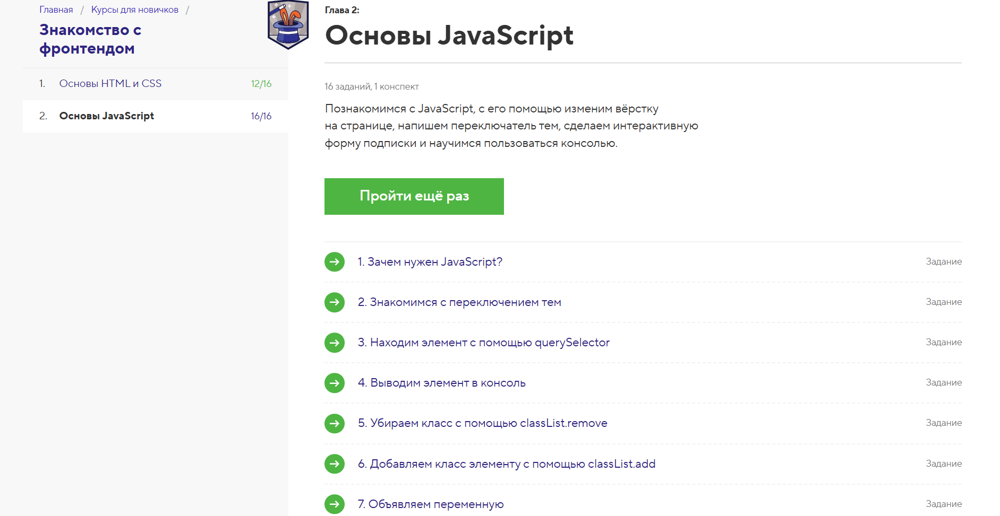 Главная / Курсы для новичков /
Знакомство с
фронтендом
1. Основы HTML и CSS 12/16
2. Основы JavaScript 16/16
Глава 2:
Основы JavaScript
16 заданий, 1 конспект
Познакомимся с JavaScript, с его помощью изменим вёрстку
на странице, напишем переключатель тем, сделаем интерактивную
форму подписки и научимся пользоваться консолью.
Пройти ещё раз
1. Зачем нужен JavaScript? Задание
2. Знакомимся с переключением тем Задание
3. Находим элемент с помощью querySelector Задание
4. Выводим элемент в консоль Задание
5. Убираем класс с помощью classList.remove Задание
6. Добавляем класс элементу с помощью classList.add Задание
7. Объявляем переменную Задание